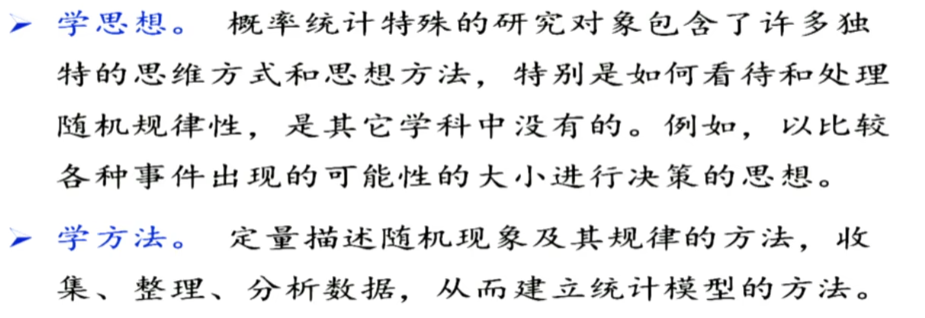 学思想。 概率统计特殊的研究对象包含了许多独
特的思维方式和思想方法，特别是如何看待和处理
随机规律性，是其它学科中没有的。例如，以比较
各种事件出现的可能性的大小进行决策的思想。
学方法。 定量描述随机现象及其规律的方法，收
集、整理、分析数据，从而建立统计模型的方法。